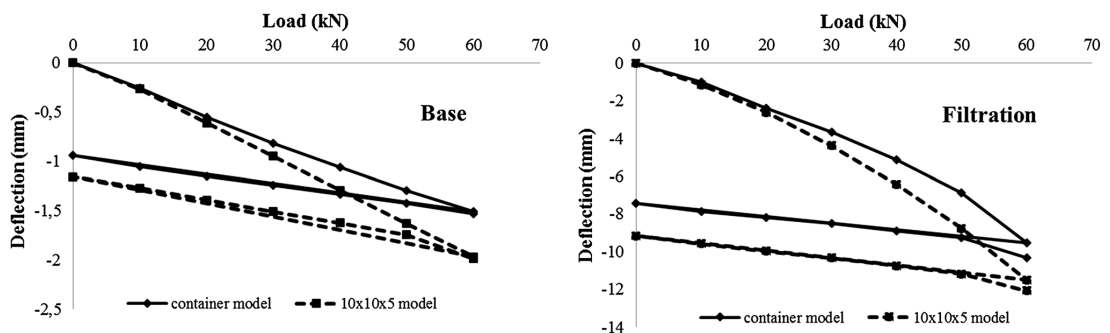 Load (kN)
0 10 20 30 40 50 60 70
0
-0,5
-1
-1,5
-2
-2,5
Deflection (mm)
Base
container model
10x10x5 model
Load (kN)
0 10 20 30 40 50 60 70
0
-2
-4
-6
-8
-10
-12
-14
Deflection (mm)
Filtration
container model
10x10x5 model